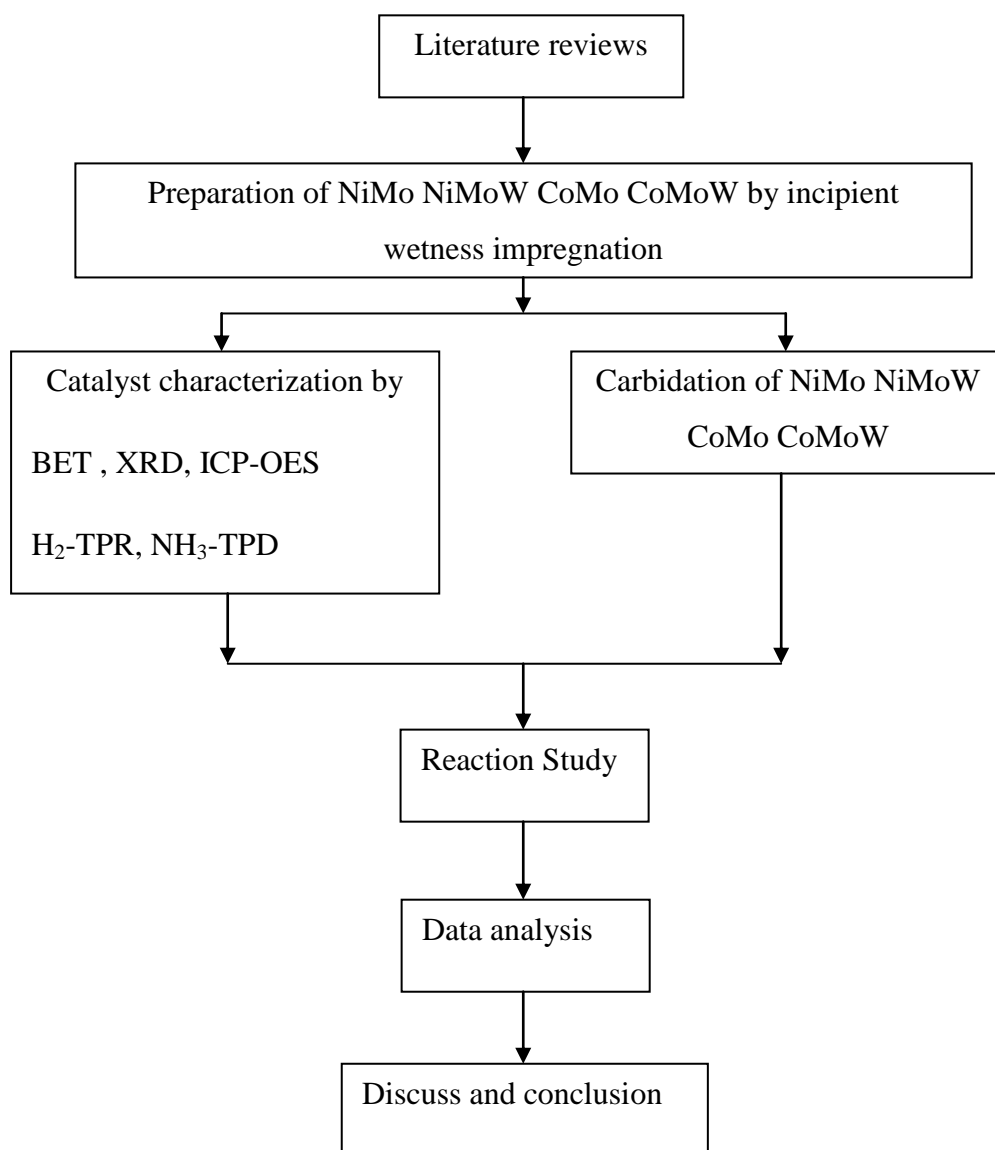 Literature reviews
Preparation of NiMo NiMoW CoMo CoMoW by incipient
wetness impregnation
Catalyst characterization by
BET , XRD, ICP-OES
H₂-TPR, NH₃-TPD
Carbidation of NiMo NiMoW
CoMo CoMoW
Reaction Study
Data analysis
Discuss and conclusion